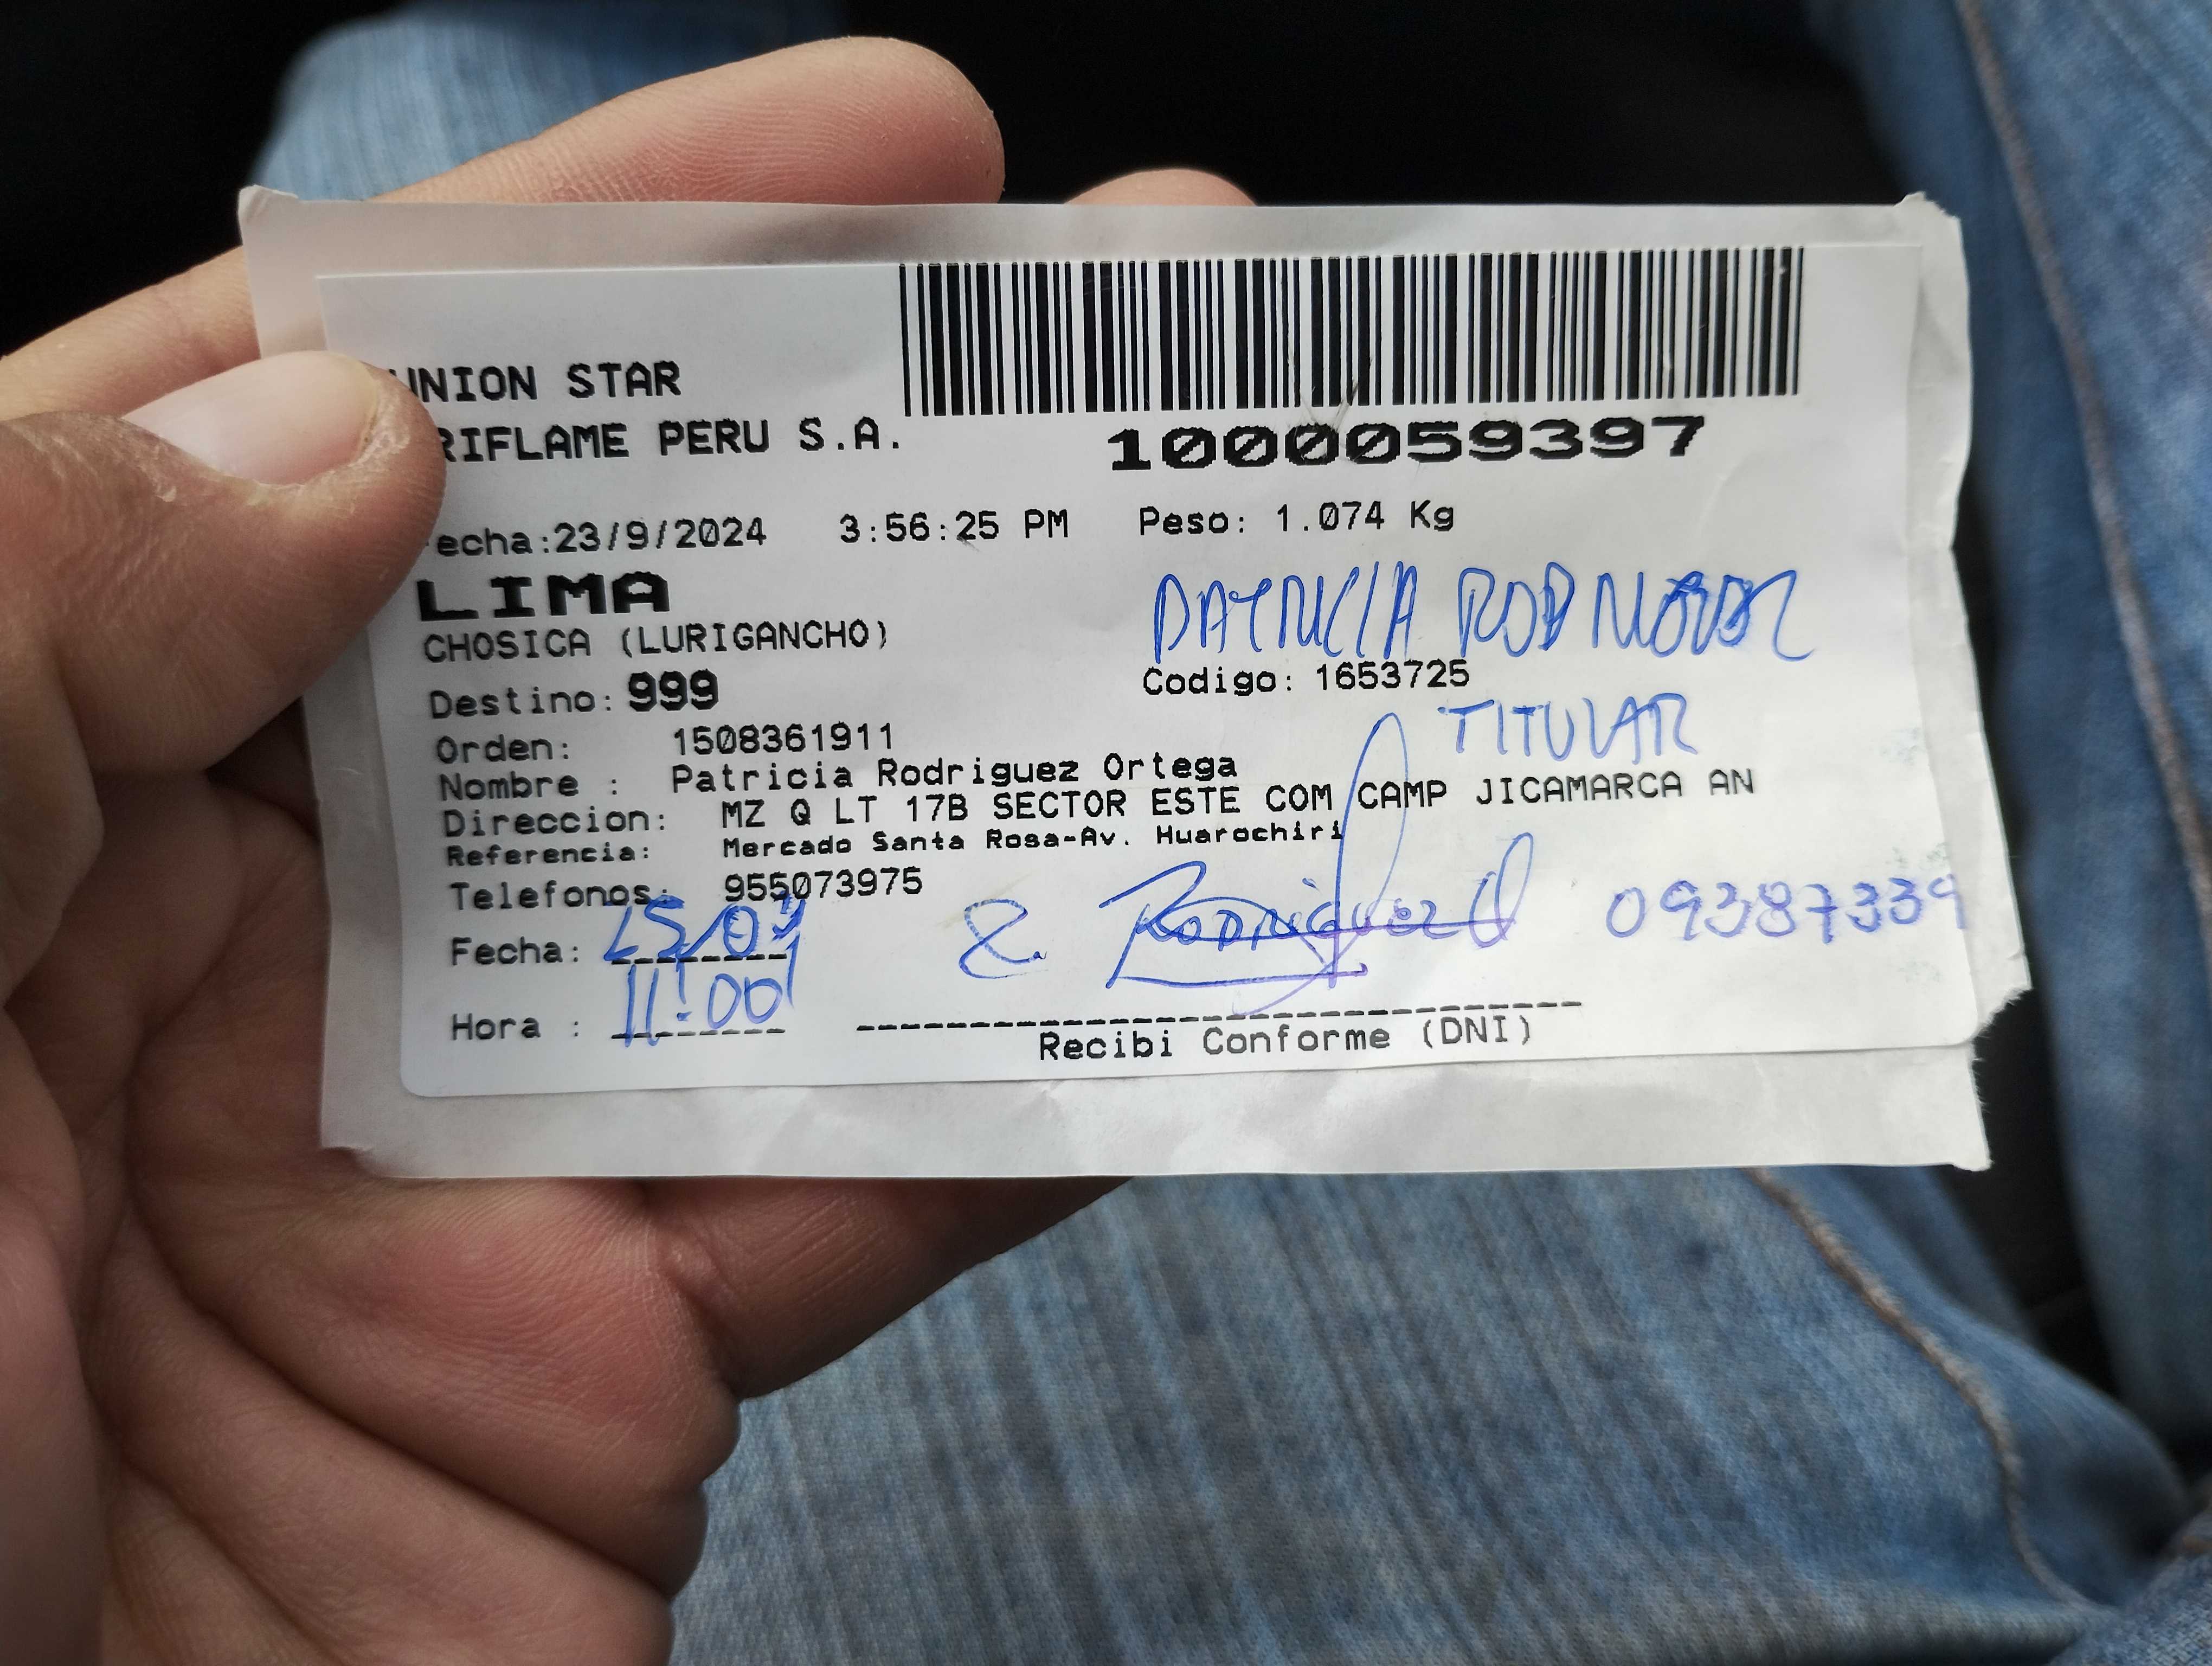 UNION STAR
RIFLAME PERU S.A.
1000059397
echa:23/9/2024 3:56:25 PM Peso: 1.074 Kg
LIMA
CHOSICA (LURIGANCHO)
PATRICIA
Destino: 999
Codigo: 1653725
TITULAR
Orden: 1508361911
Nombre : Patricia Rodriguez Ortega
Direccion: MZ Q LT 17B SECTOR ESTE COM CAMP JICAMARCA AN
Referencia: Mercado Santa Rosa-Av. Huarochiri
Telefonos: 955073975
Fecha: 25/09
Rodriguez 09387339
Hora : 11:00
Recibi Conforme (DNI)